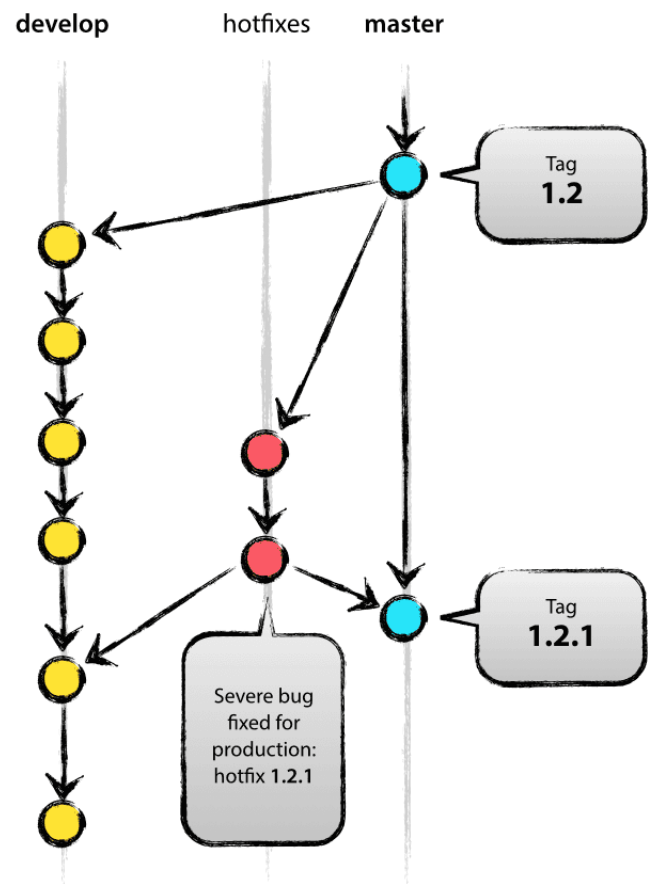 develop hotfixes master
Tag
1.2
Tag
1.2.1
Severe bug
fixed for
production:
hotfix 1.2.1